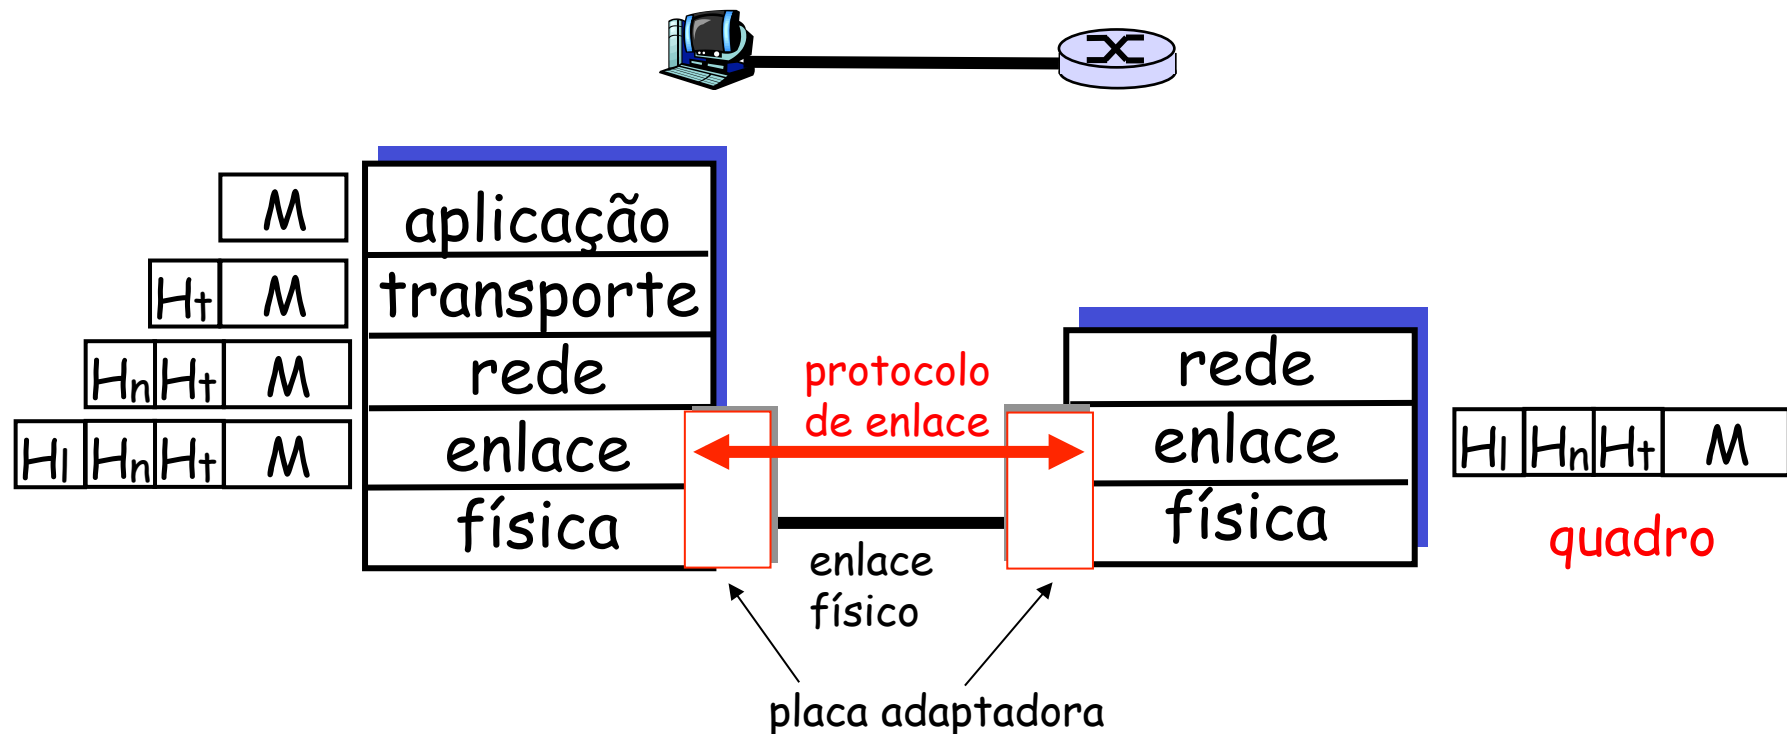 M
aplicação
Ht M
transporte
Hn Ht M
rede
Hl Hn Ht M
enlace
física
protocolo
de enlace
enlace
físico
placa adaptadora
rede
enlace
física
Hl Hn Ht M
quadro